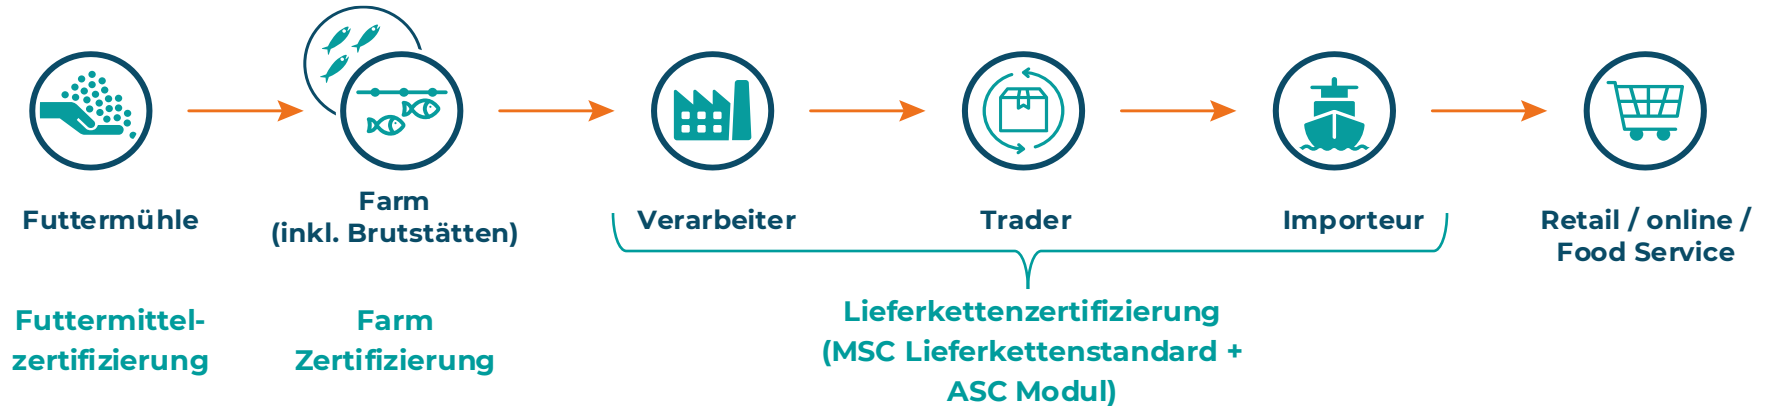 Futtermühle
Farm
(inkl. Brutstätten)
Verarbeiter
Trader
Importeur
Retail / online /
Food Service
Futtermittel-
zertifizierung
Farm
Zertifizierung
Lieferkettenzertifizierung
(MSC Lieferkettenstandard +
ASC Modul)